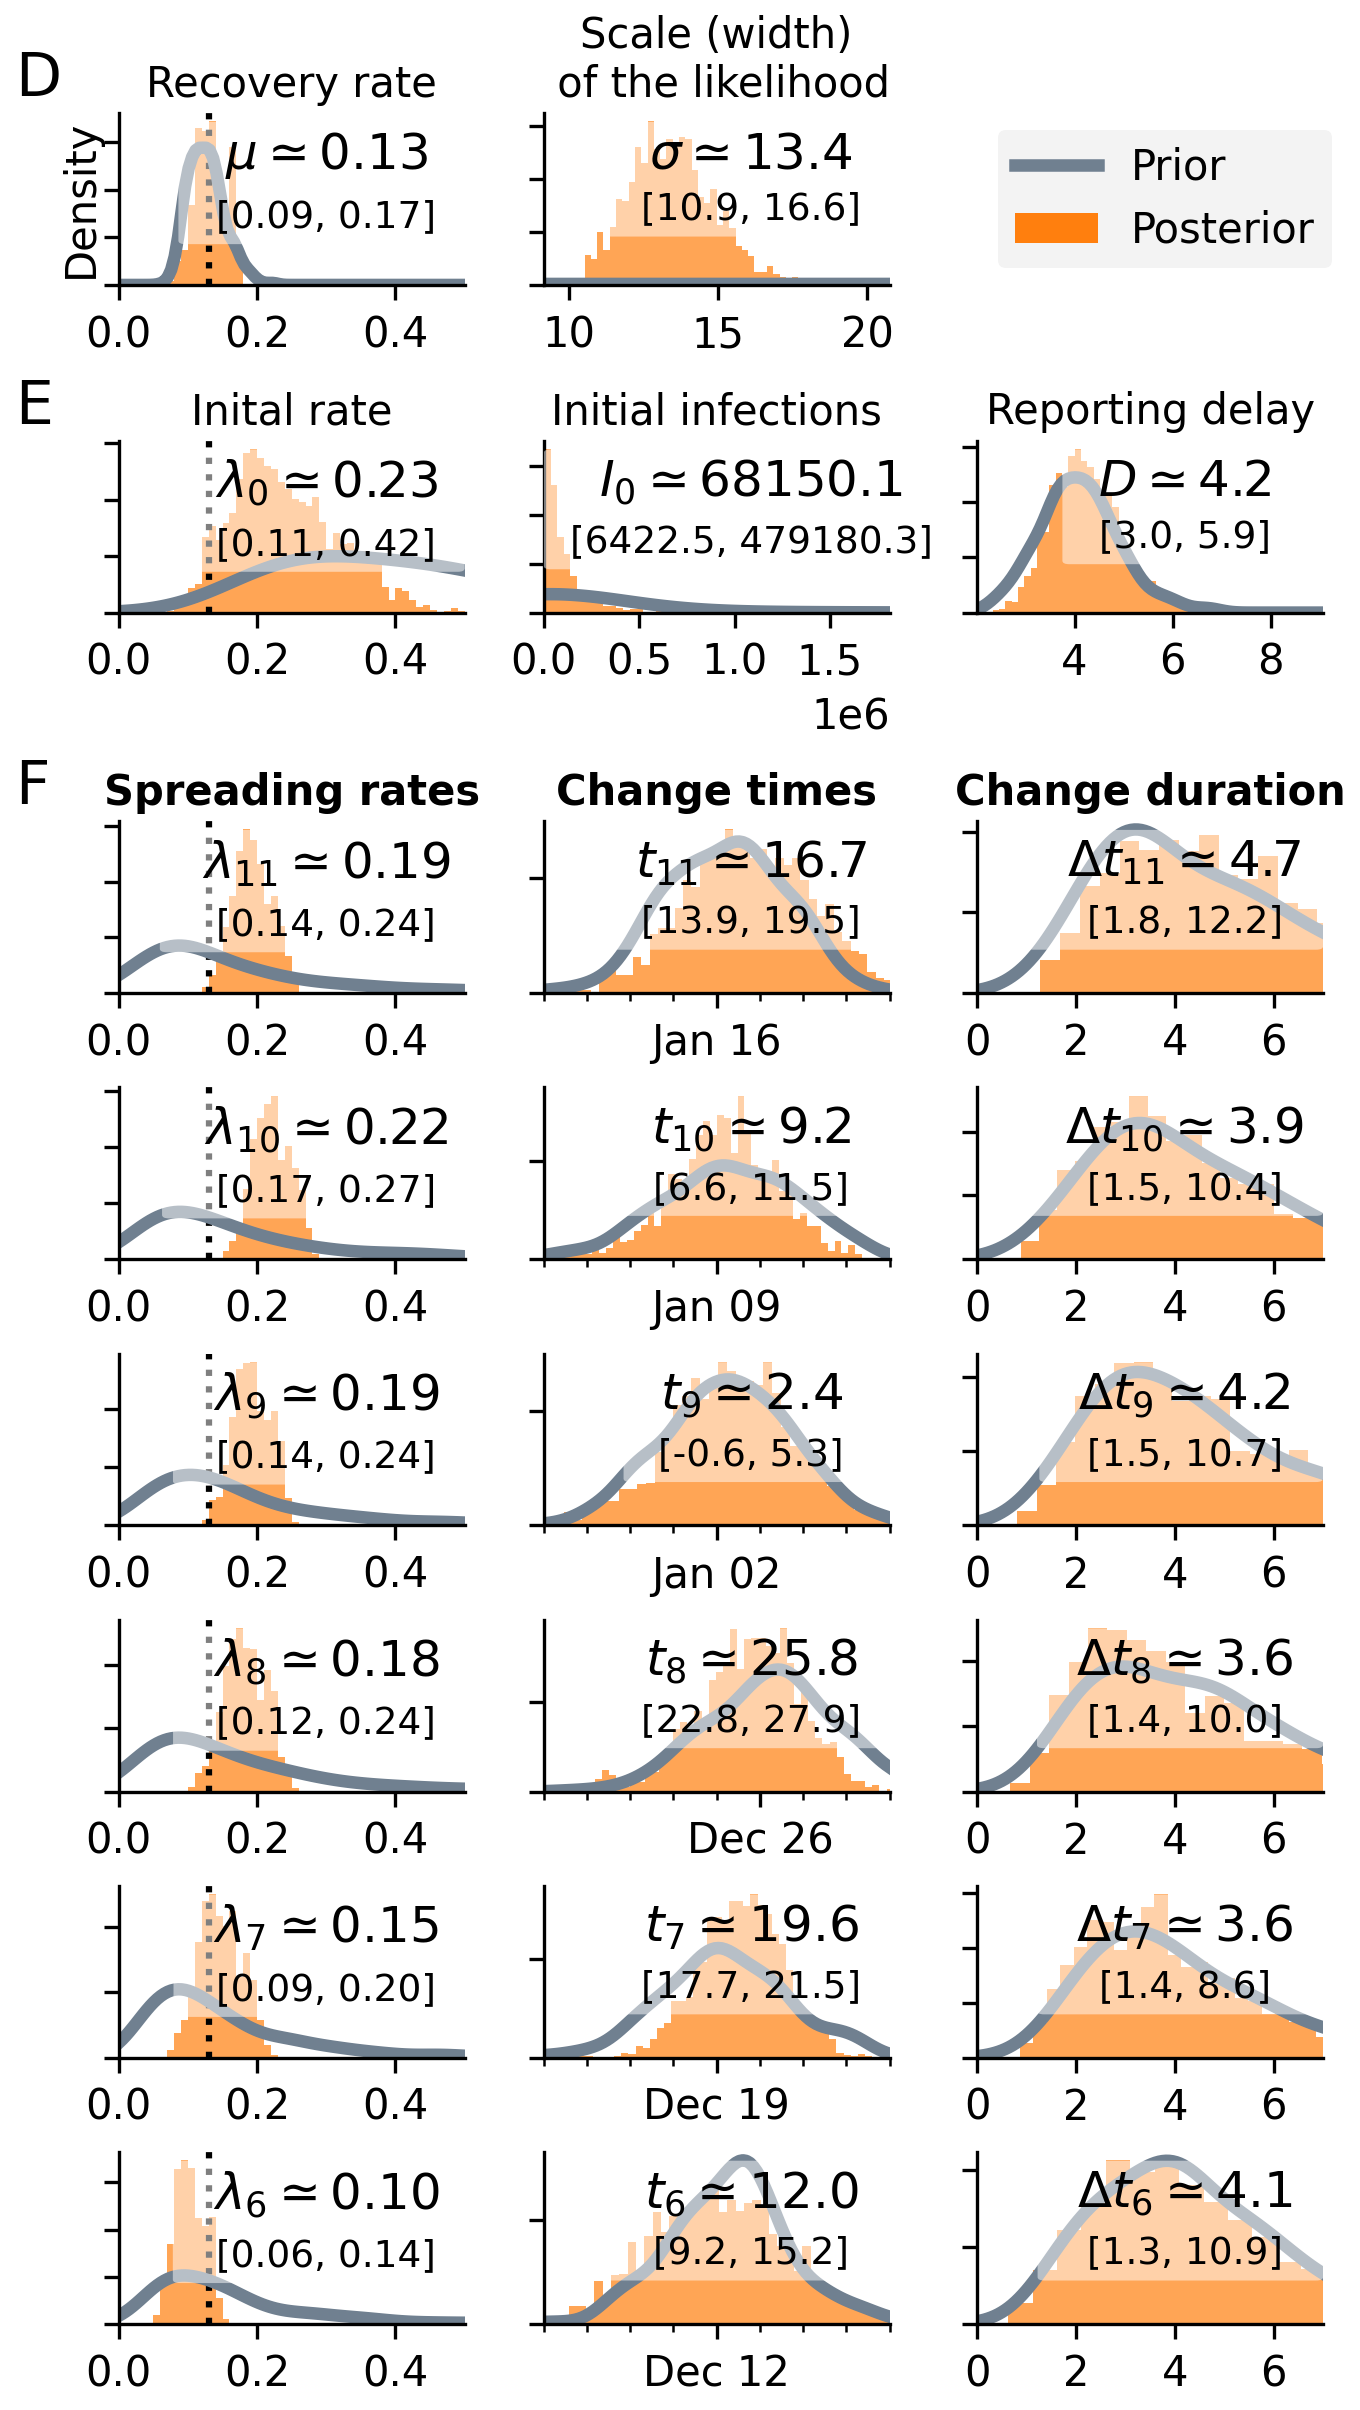 Scale (width)
D Recovery rate of the likelihood
Density
μ ≃ 0.13 σ ≃ 13.4 Prior
[0.09, 0.17] [10.9, 16.6] Posterior
0.0 0.2 0.4 10 15 20
E Inital rate Initial infections Reporting delay
λ₀ ≃ 0.23 I₀ ≃ 68150.1 D ≃ 4.2
[0.11, 0.42] [6422.5, 479180.3] [3.0, 5.9]
0.0 0.2 0.4 0.0 0.5 1.0 1.5 4 6 8
1e6
F Spreading rates Change times Change duration
λ₁₁ ≃ 0.19 t₁₁ ≃ 16.7 Δt₁₁ ≃ 4.7
[0.14, 0.24] [13.9, 19.5] [1.8, 12.2]
0.0 0.2 0.4 Jan 16 0 2 4 6
λ₁₀ ≃ 0.22 t₁₀ ≃ 9.2 Δt₁₀ ≃ 3.9
[0.17, 0.27] [6.6, 11.5] [1.5, 10.4]
0.0 0.2 0.4 Jan 09 0 2 4 6
λ₉ ≃ 0.19 t₉ ≃ 2.4 Δt₉ ≃ 4.2
[0.14, 0.24] [-0.6, 5.3] [1.5, 10.7]
0.0 0.2 0.4 Jan 02 0 2 4 6
λ₈ ≃ 0.18 t₈ ≃ 25.8 Δt₈ ≃ 3.6
[0.12, 0.24] [22.8, 27.9] [1.4, 10.0]
0.0 0.2 0.4 Dec 26 0 2 4 6
λ₇ ≃ 0.15 t₇ ≃ 19.6 Δt₇ ≃ 3.6
[0.09, 0.20] [17.7, 21.5] [1.4, 8.6]
0.0 0.2 0.4 Dec 19 0 2 4 6
λ₆ ≃ 0.10 t₆ ≃ 12.0 Δt₆ ≃ 4.1
[0.06, 0.14] [9.2, 15.2] [1.3, 10.9]
0.0 0.2 0.4 Dec 12 0 2 4 6